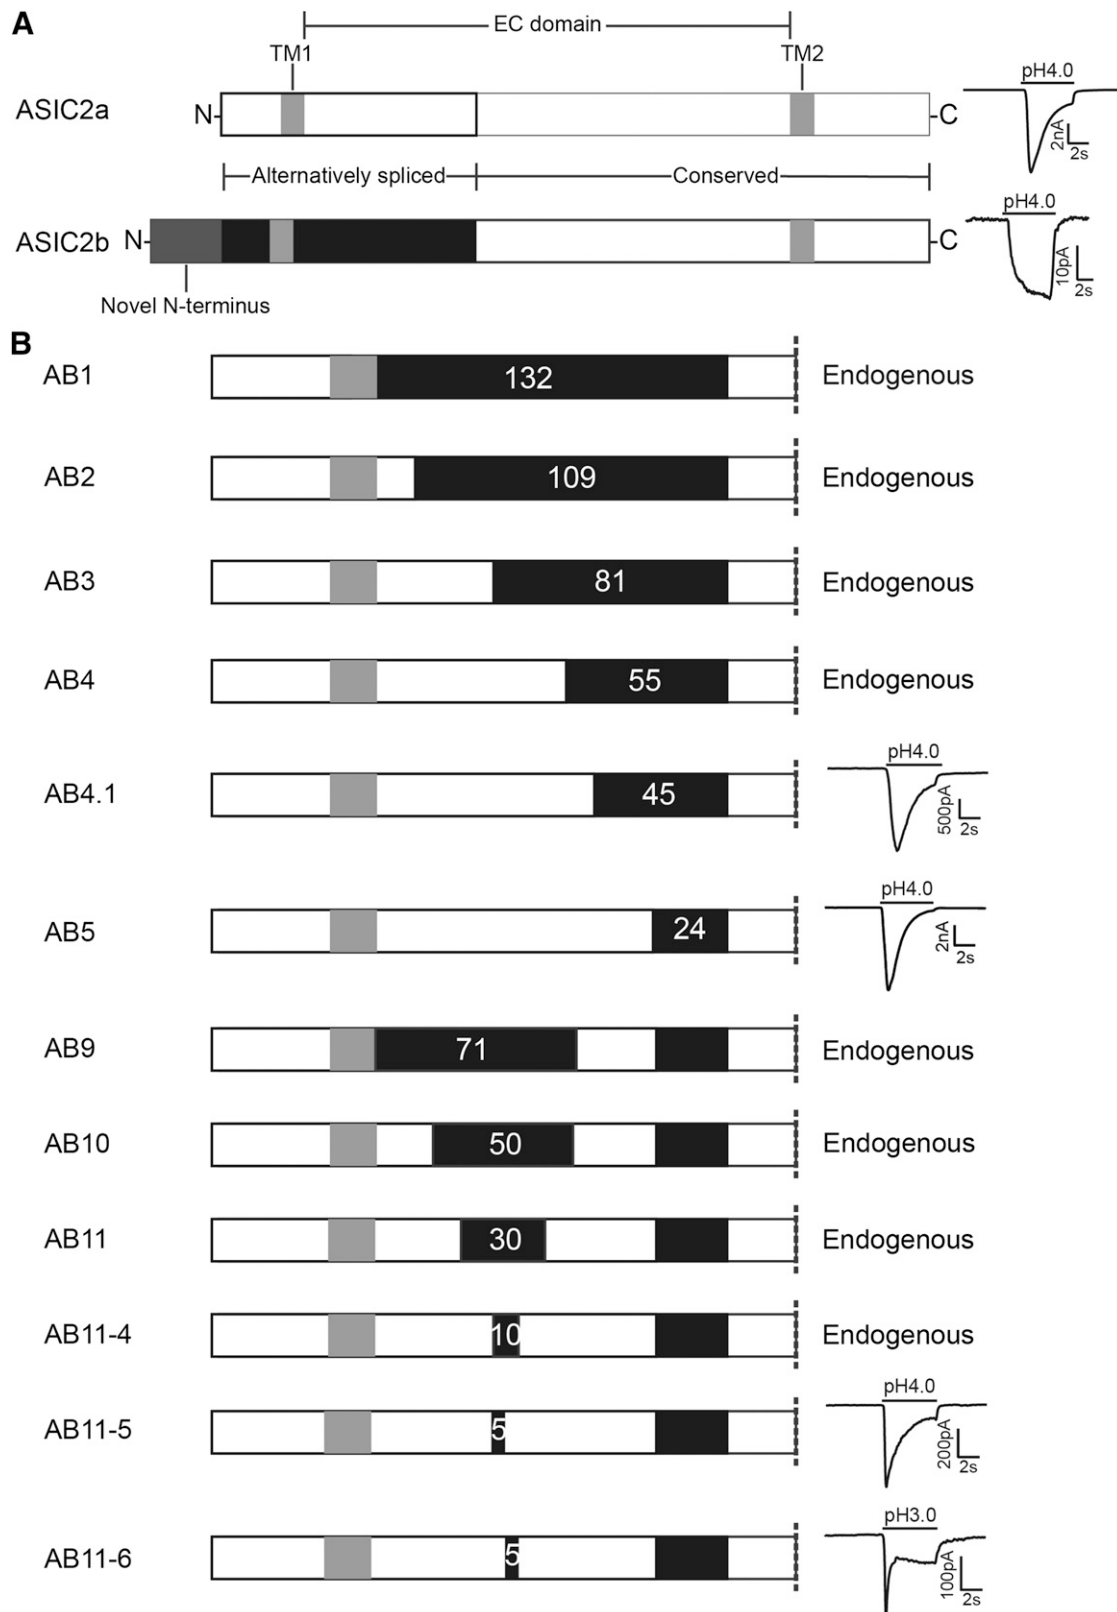 A
EC domain
TM1
TM2
ASIC2a
N
C
pH4.0
2nA
2s
Alternatively spliced
Conserved
ASIC2b
N
C
pH4.0
10pA
2s
Novel N-terminus
B
AB1
132
Endogenous
AB2
109
Endogenous
AB3
81
Endogenous
AB4
55
Endogenous
AB4.1
45
pH4.0
500pA
2s
AB5
24
pH4.0
2nA
2s
AB9
71
Endogenous
AB10
50
Endogenous
AB11
30
Endogenous
AB11-4
10
Endogenous
AB11-5
5
pH4.0
200pA
2s
AB11-6
5
pH3.0
100pA
2s